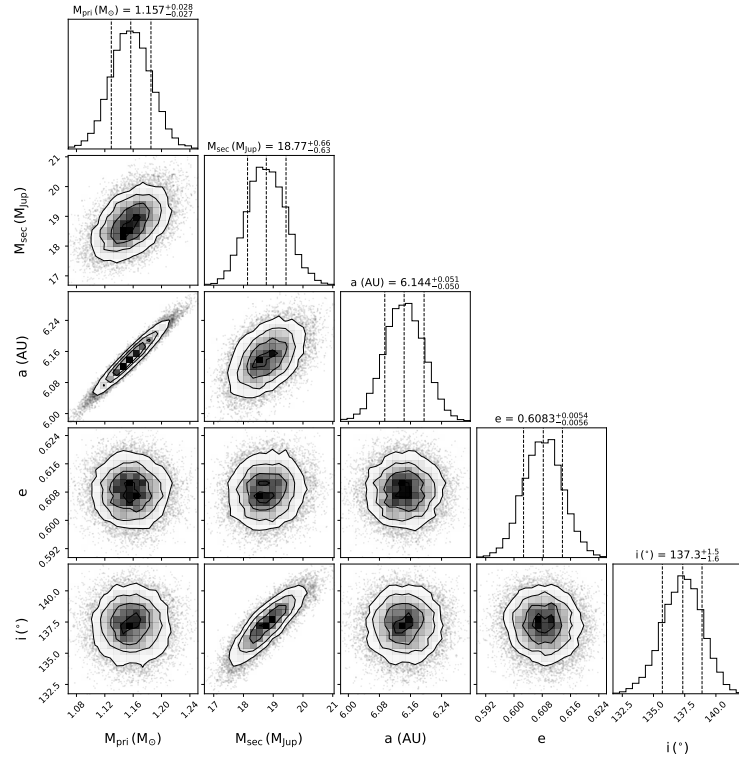 M_pri (M_⊙) = 1.157^{+0.028}_{−0.027}
M_sec (M_Jup) = 18.77^{+0.66}_{−0.63}
a (AU) = 6.144^{+0.051}_{−0.050}
e = 0.6083^{+0.0054}_{−0.0056}
i (°) = 137.3^{+1.5}_{−1.6}
M_sec (M_Jup)
21
20
19
18
17
a (AU)
6.24
6.16
6.08
6.00
e
0.624
0.616
0.608
0.600
0.592
i (°)
140.0
137.5
135.0
132.5
1.08 1.12 1.16 1.20 1.24
17 18 19 20 21
6.00 6.08 6.16 6.24
0.592 0.600 0.608 0.616 0.624
132.5 135.0 137.5 140.0
M_pri (M_⊙)
M_sec (M_Jup)
a (AU)
e
i (°)